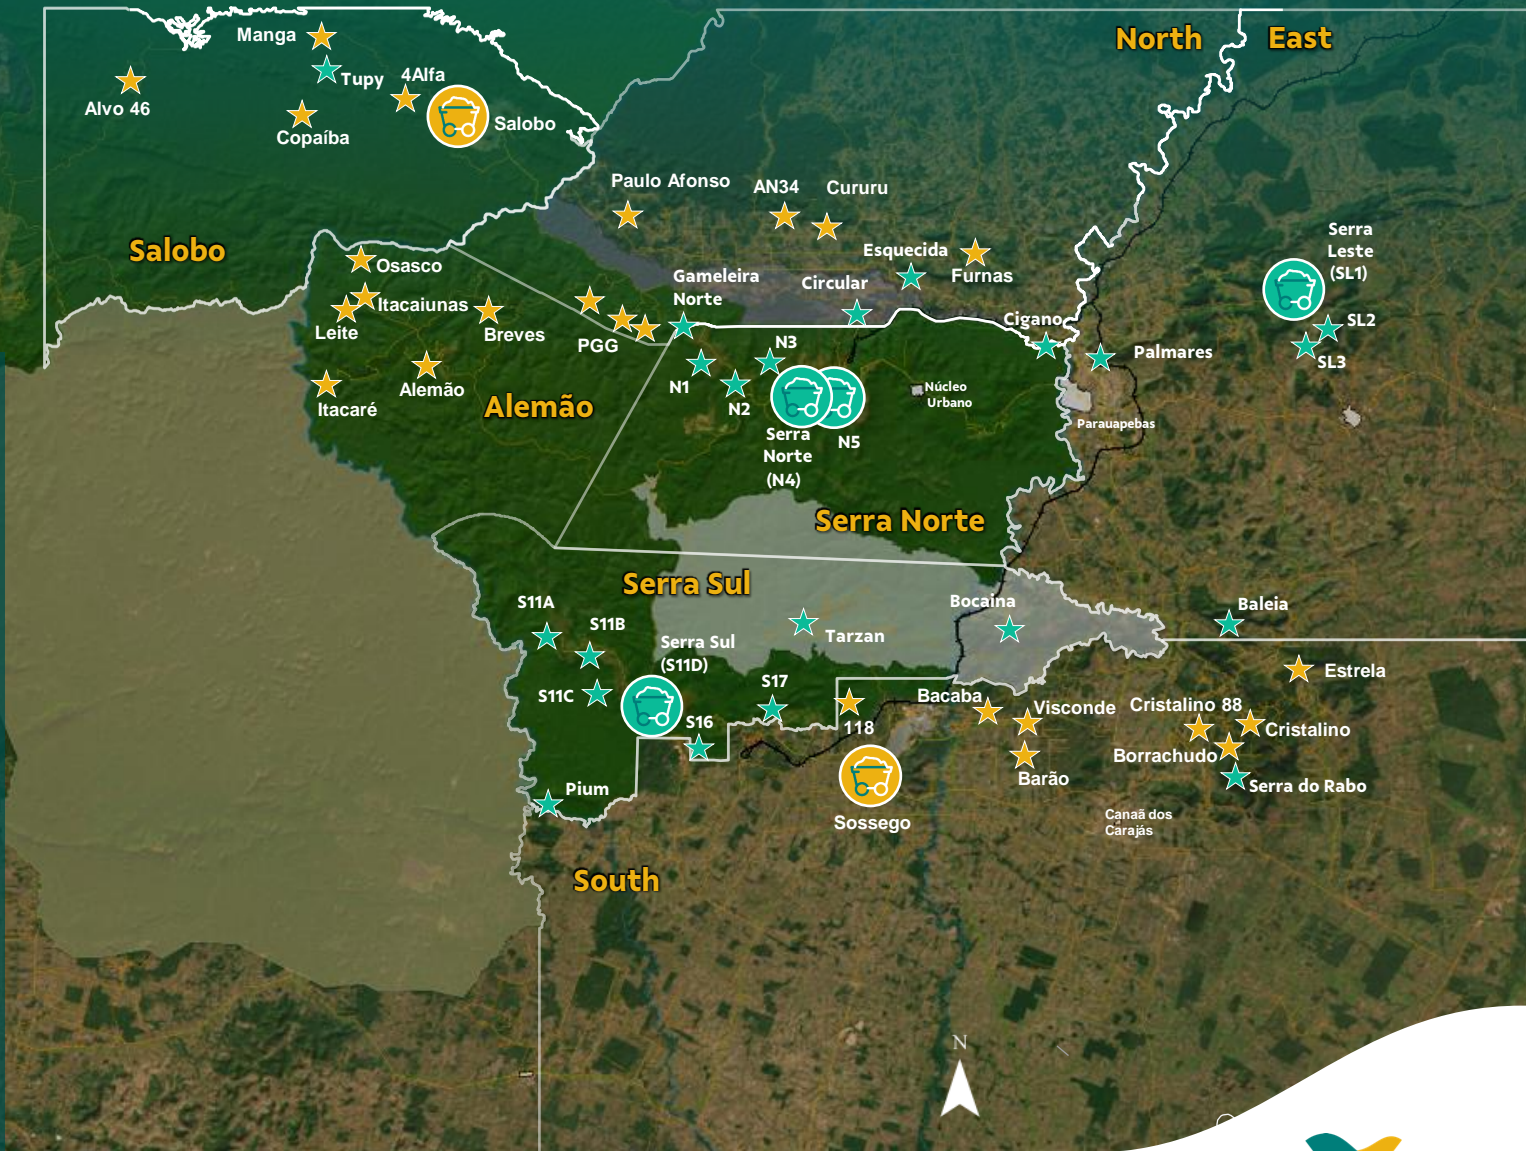 North
East
Manga
Tupy
4Alfa
Alvo 46
Copaíba
Salobo
Paulo Afonso
AN34
Cururu
Salobo
Osasco
Esquecida
Furnas
Serra
Leste
(SL1)
Gameleira
Norte
Circular
Itacaiunas
Leite
Breves
PGG
Cigano
SL2
SL3
N3
Palmares
N1
N2
Alemão
Itacaré
Alemão
Núcleo
Urbano
Parauapebas
Serra
Norte
(N4)
N5
Serra Norte
Serra Sul
S11A
S11B
Bocaina
Baleia
Tarzan
Serra Sul
(S11D)
S11C
S17
S16
118
Bacaba
Visconde
Estrela
Cristalino 88
Cristalino
Borrachudo
Barão
Serra do Rabo
Pium
Sossego
Canaã dos
Carajás
South
N